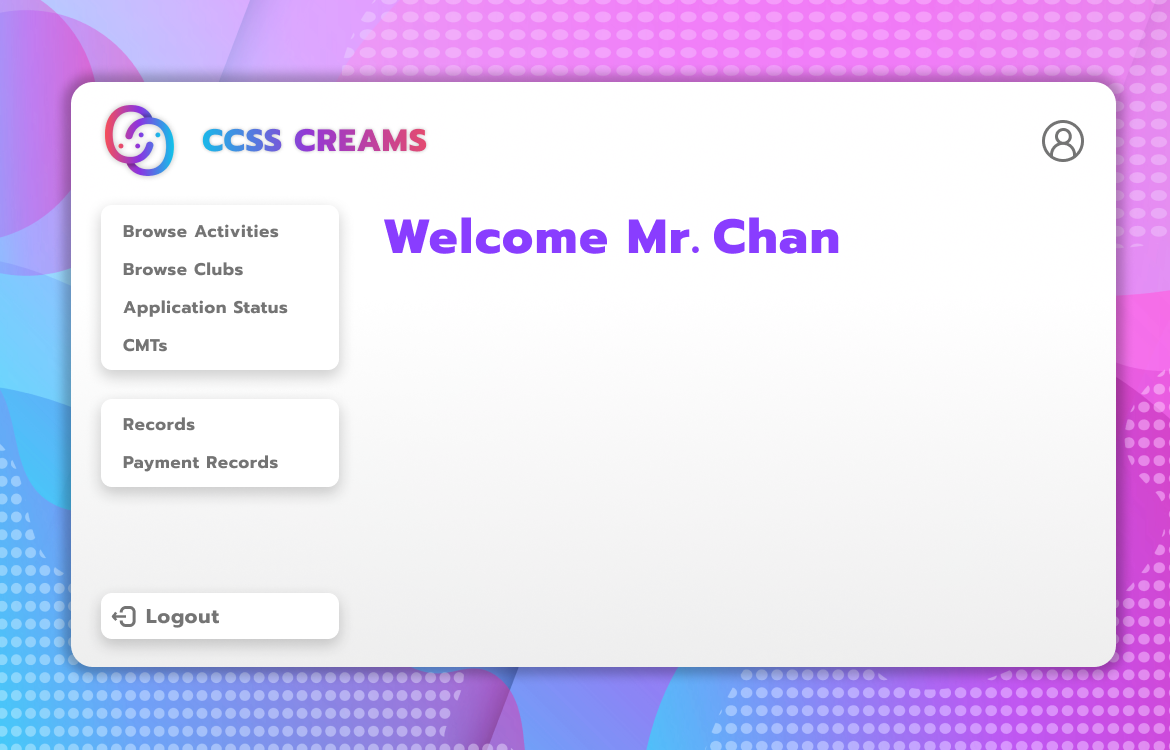 CCSS CREAMS
Welcome Mr. Chan
Browse Activities
Browse Clubs
Application Status
CMTs
Records
Payment Records
Logout